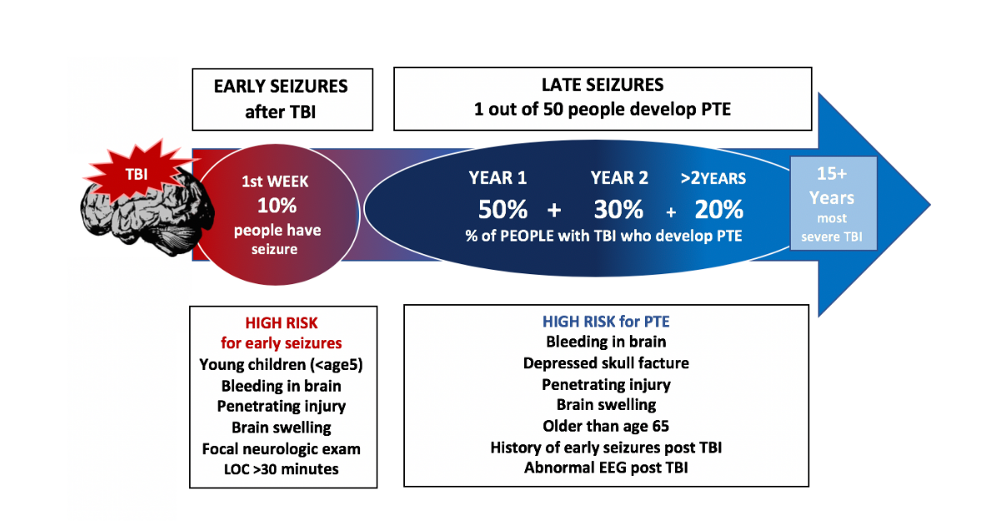 EARLY SEIZURES
after TBI
LATE SEIZURES
1 out of 50 people develop PTE
TBI
1st WEEK
10%
people have
seizure
YEAR 1 YEAR 2 >2YEARS
50% + 30% + 20%
% of PEOPLE with TBI who develop PTE
15+
Years
most
severe TBI
HIGH RISK
for early seizures
Young children (<age5)
Bleeding in brain
Penetrating injury
Brain swelling
Focal neurologic exam
LOC >30 minutes
HIGH RISK for PTE
Bleeding in brain
Depressed skull facture
Penetrating injury
Brain swelling
Older than age 65
History of early seizures post TBI
Abnormal EEG post TBI